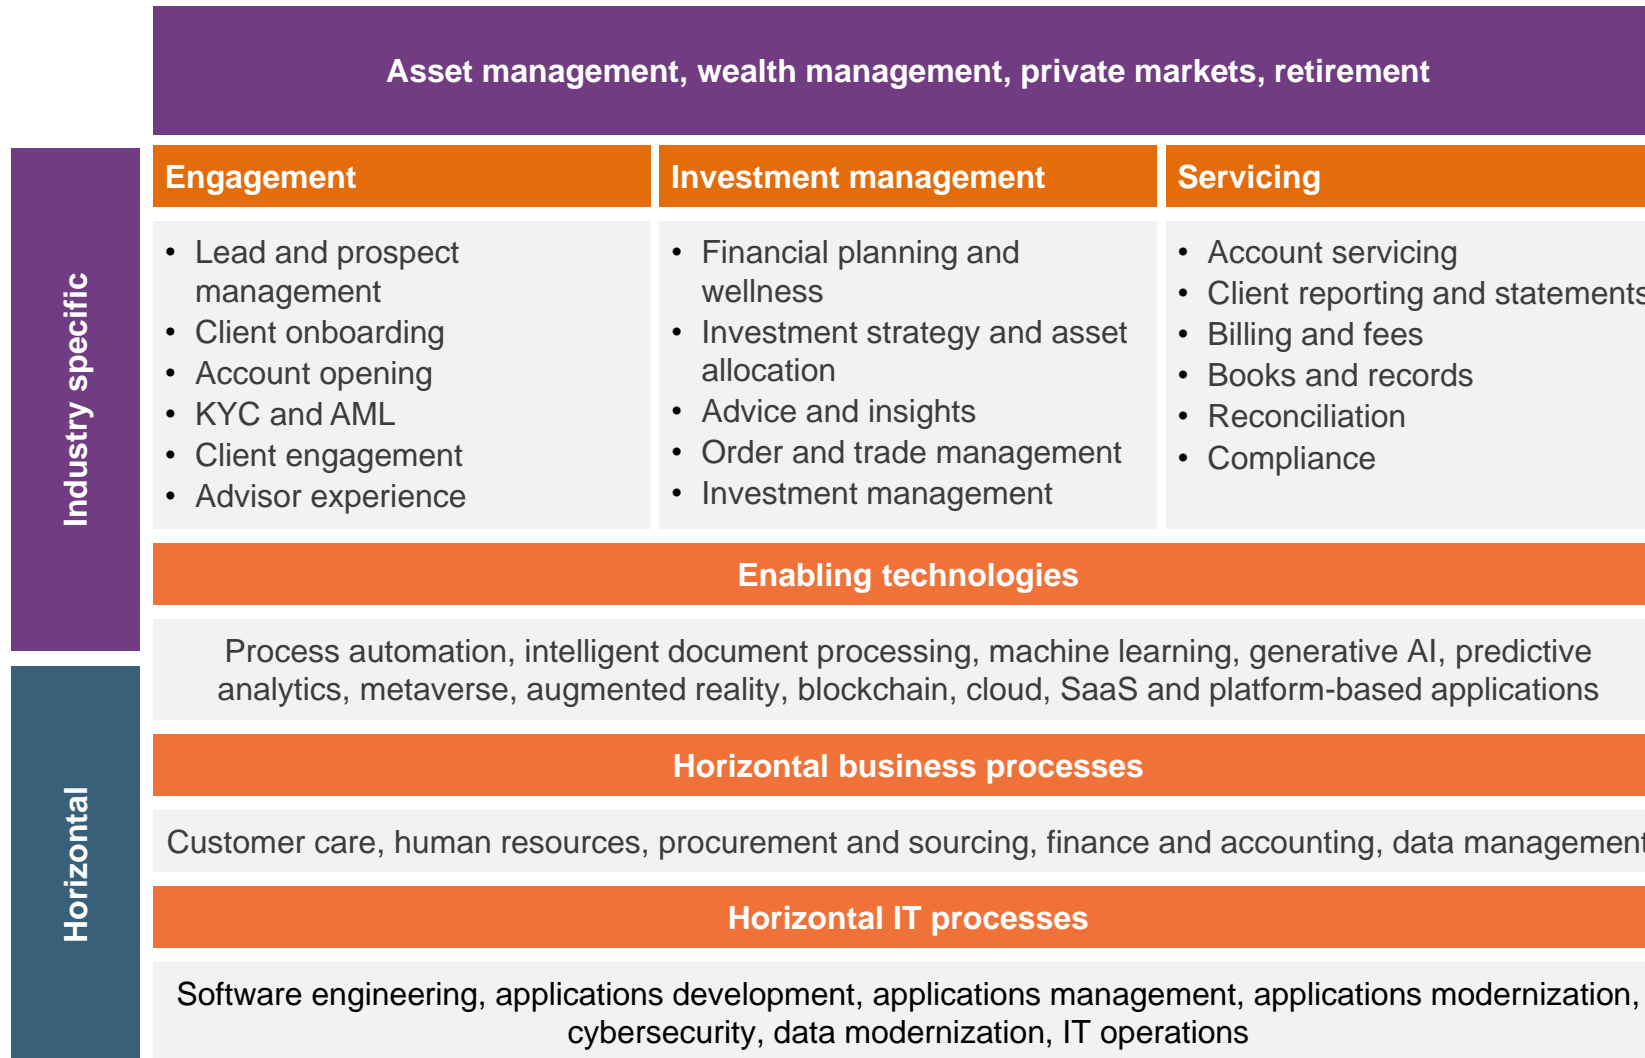 Asset management, wealth management, private markets, retirement
Industry specific
Engagement
• Lead and prospect
management
• Client onboarding
• Account opening
• KYC and AML
• Client engagement
• Advisor experience
Investment management
• Financial planning and
wellness
• Investment strategy and asset
allocation
• Advice and insights
• Order and trade management
• Investment management
Servicing
• Account servicing
• Client reporting and statements
• Billing and fees
• Books and records
• Reconciliation
• Compliance
Enabling technologies
Process automation, intelligent document processing, machine learning, generative AI, predictive
analytics, metaverse, augmented reality, blockchain, cloud, SaaS and platform-based applications
Horizontal
Horizontal business processes
Customer care, human resources, procurement and sourcing, finance and accounting, data management
Horizontal IT processes
Software engineering, applications development, applications management, applications modernization,
cybersecurity, data modernization, IT operations